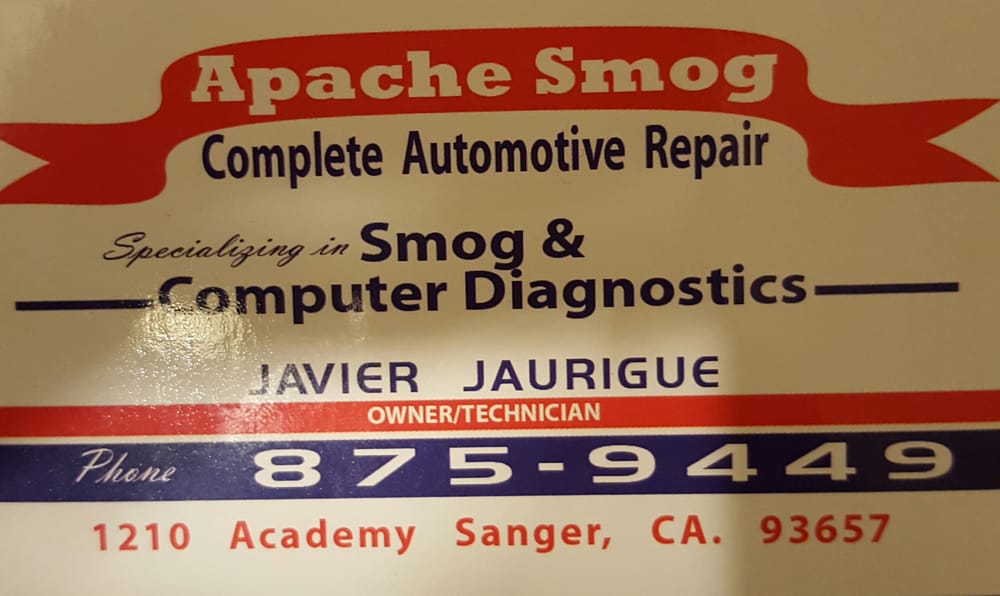 Apache Smog
Complete Automotive Repair
Specializing in Smog &
Computer Diagnostics
JAVIER JAURIGUE
OWNER/TECHNICIAN
Phone 875-9449
1210 Academy Sanger, CA. 93657